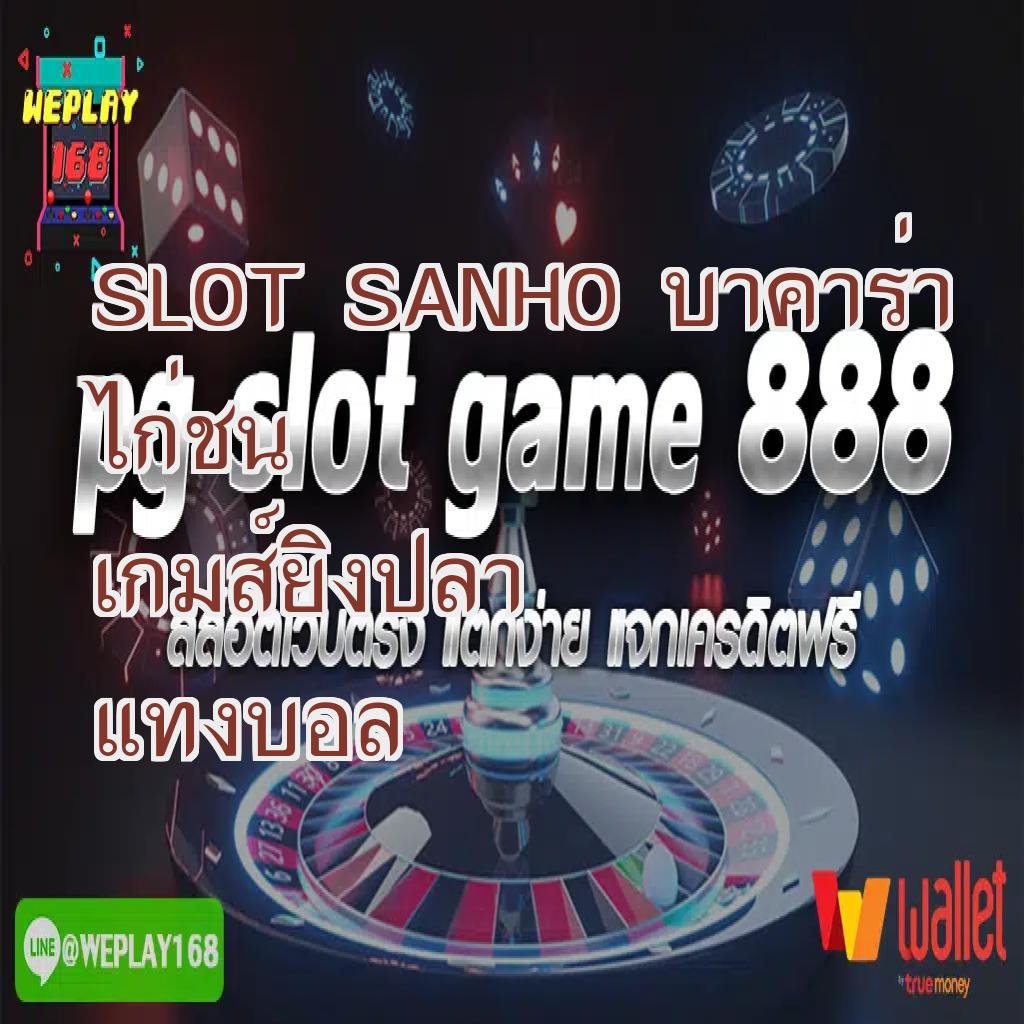 WEPLAY
168
SLOT SANHO บาคาร่า
pg slot game 888
ไก่ชน
เกมส์ยิงปลา
สล็อตเว็บตรง แตกง่าย แจกเครดิตฟรี
แทงบอล
LINE @WEPLAY168
wallet
by truemoney